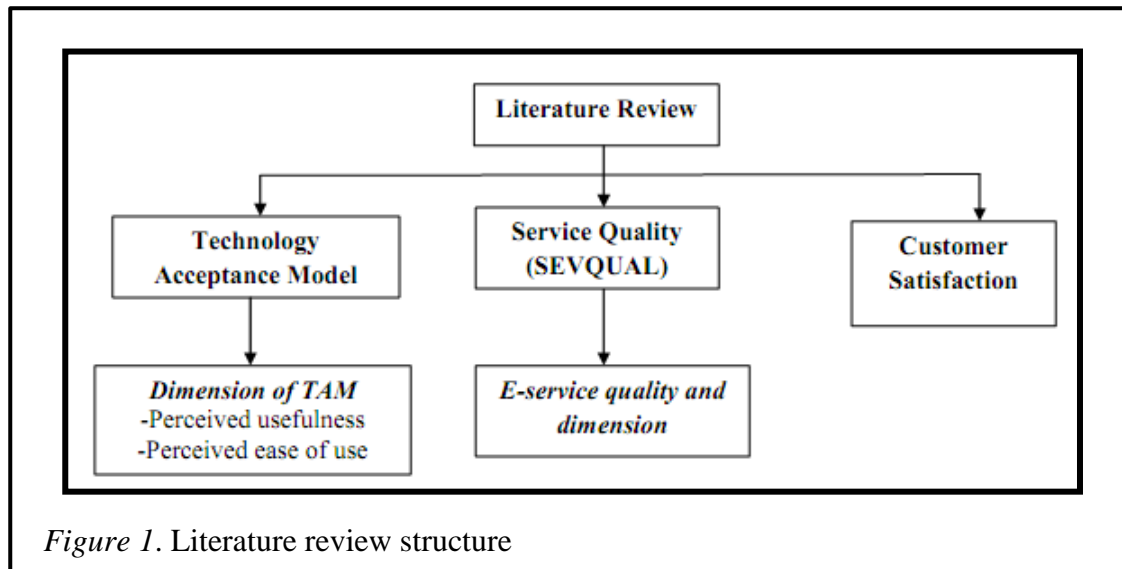 Literature Review
Technology
Acceptance Model
Service Quality
(SEVQUAL)
Customer
Satisfaction
Dimension of TAM
-Perceived usefulness
-Perceived ease of use
E-service quality and
dimension
Figure 1. Literature review structure